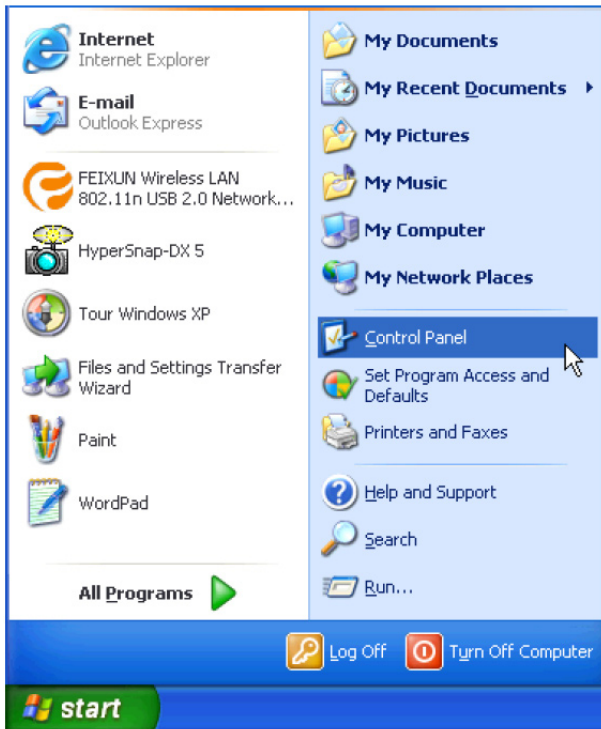 Internet
Internet Explorer
E-mail
Outlook Express
FEIXUN Wireless LAN
802.11n USB 2.0 Network...
HyperSnap-DX 5
Tour Windows XP
Files and Settings Transfer
Wizard
Paint
WordPad
All Programs
My Documents
My Recent Documents
My Pictures
My Music
My Computer
My Network Places
Control Panel
Set Program Access and
Defaults
Printers and Faxes
Help and Support
Search
Run...
Log Off
Turn Off Computer
start